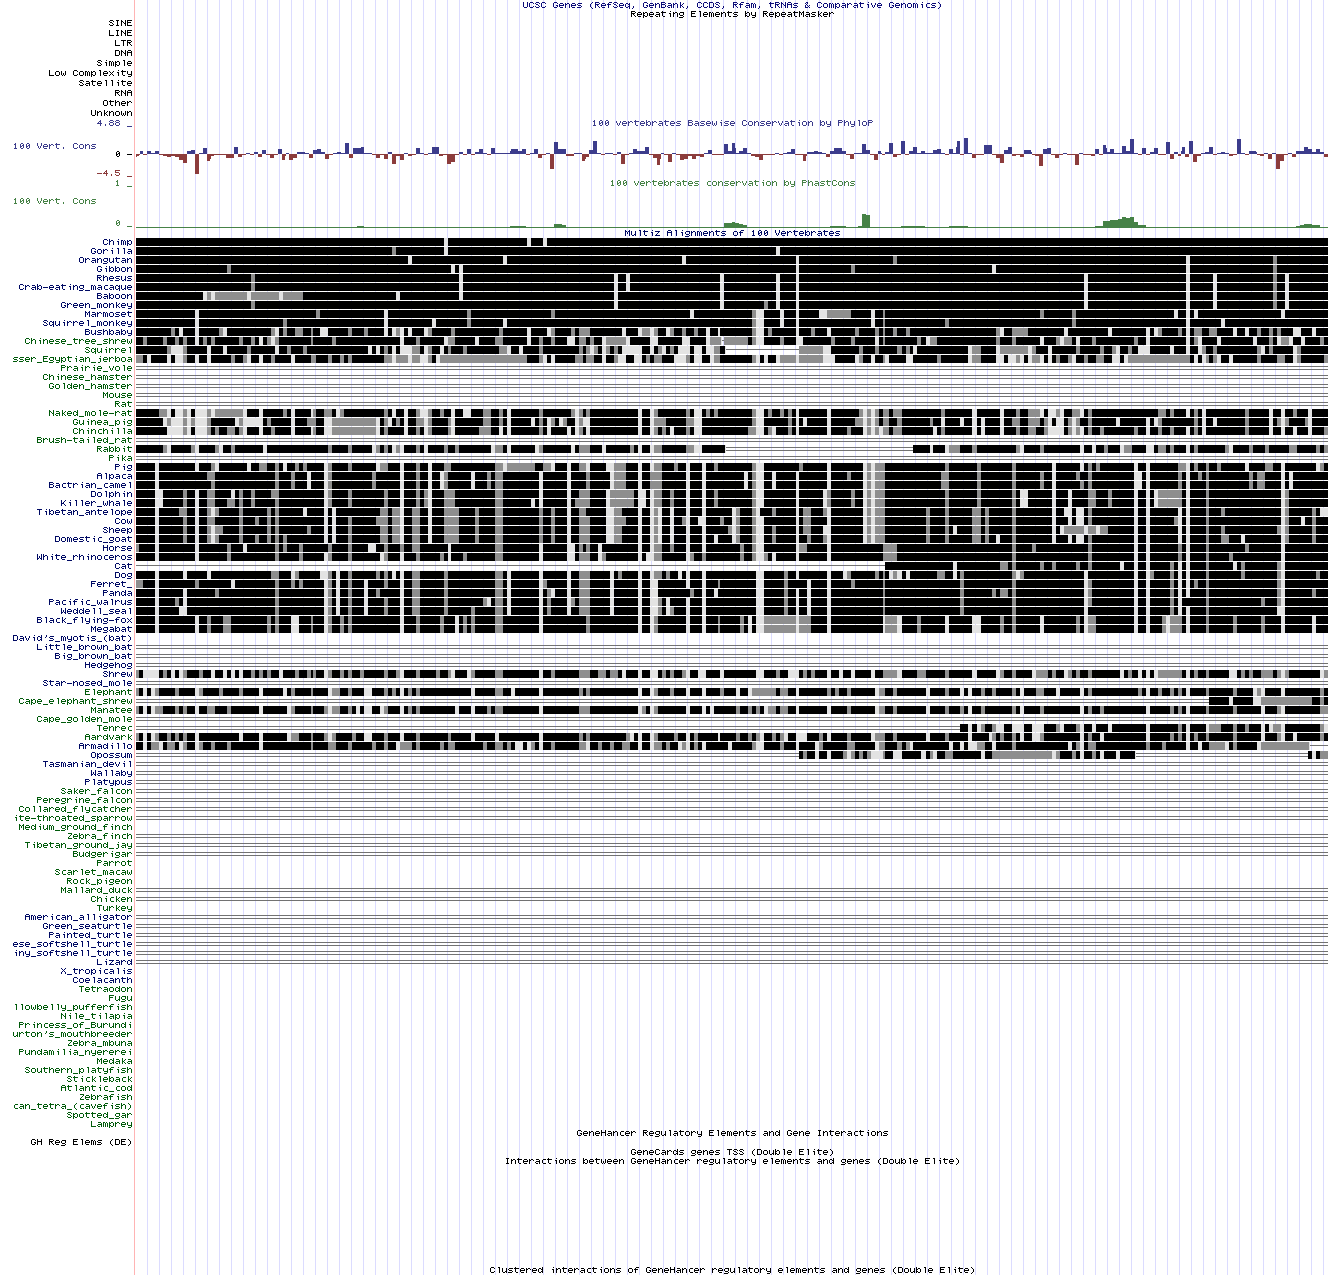 UCSC Genes (RefSeq, GenBank, CCDS, Rfam, tRNAs & Comparative Genomics)
Repeating Elements by RepeatMasker
SINE
LINE
LTR
DNA
Simple
Low Complexity
Satellite
RNA
Other
Unknown
4.88 _
100 vertebrates Basewise Conservation by PhyloP
100 Vert. Cons
0 -
-4.5 _
1 _
100 vertebrates conservation by PhastCons
100 Vert. Cons
0 _
Multiz Alignments of 100 Vertebrates
Chimp
Gorilla
Orangutan
Gibbon
Rhesus
Crab-eating_macaque
Baboon
Green_monkey
Marmoset
Squirrel_monkey
Bushbaby
Chinese_tree_shrew
Squirrel
sser_Egyptian_jerboa
Prairie_vole
Chinese_hamster
Golden_hamster
Mouse
Rat
Naked_mole-rat
Guinea_pig
Chinchilla
Brush-tailed_rat
Rabbit
Pika
Pig
Alpaca
Bactrian_camel
Dolphin
Killer_whale
Tibetan_antelope
Cow
Sheep
Domestic_goat
Horse
White_rhinoceros
Cat
Dog
Ferret_
Panda
Pacific_walrus
Weddell_seal
Black_flying-fox
Megabat
David's_myotis_(bat)
Little_brown_bat
Big_brown_bat
Hedgehog
Shrew
Star-nosed_mole
Elephant
Cape_elephant_shrew
Manatee
Cape_golden_mole
Tenrec
Aardvark
Armadillo
Opossum
Tasmanian_devil
Wallaby
Platypus
Saker_falcon
Peregrine_falcon
Collared_flycatcher
ite-throated_sparrow
Medium_ground_finch
Zebra_finch
Tibetan_ground_jay
Budgerigar
Parrot
Scarlet_macaw
Rock_pigeon
Mallard_duck
Chicken
Turkey
American_alligator
Green_seaturtle
Painted_turtle
ese_softshell_turtle
iny_softshell_turtle
Lizard
X_tropicalis
Coelacanth
Tetraodon
Fugu
llowbelly_pufferfish
Nile_tilapia
Princess_of_Burundi
urton's_mouthbreeder
Zebra_mbuna
Pundamilia_nyererei
Medaka
Southern_platyfish
Stickleback
Atlantic_cod
Zebrafish
can_tetra_(cavefish)
Spotted_gar
Lamprey
GeneHancer Regulatory Elements and Gene Interactions
GH Reg Elems (DE)
GeneCards genes TSS (Double Elite)
Interactions between GeneHancer regulatory elements and genes (Double Elite)
Clustered interactions of GeneHancer regulatory elements and genes (Double Elite)